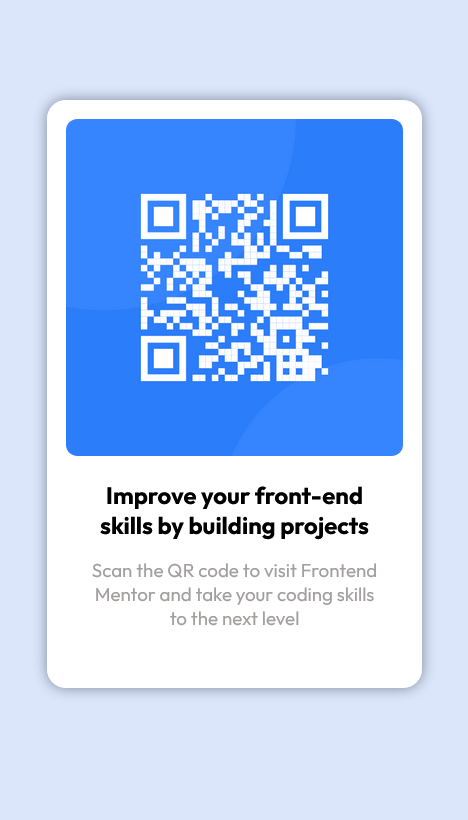 Improve your front-end
skills by building projects
Scan the QR code to visit Frontend
Mentor and take your coding skills
to the next level